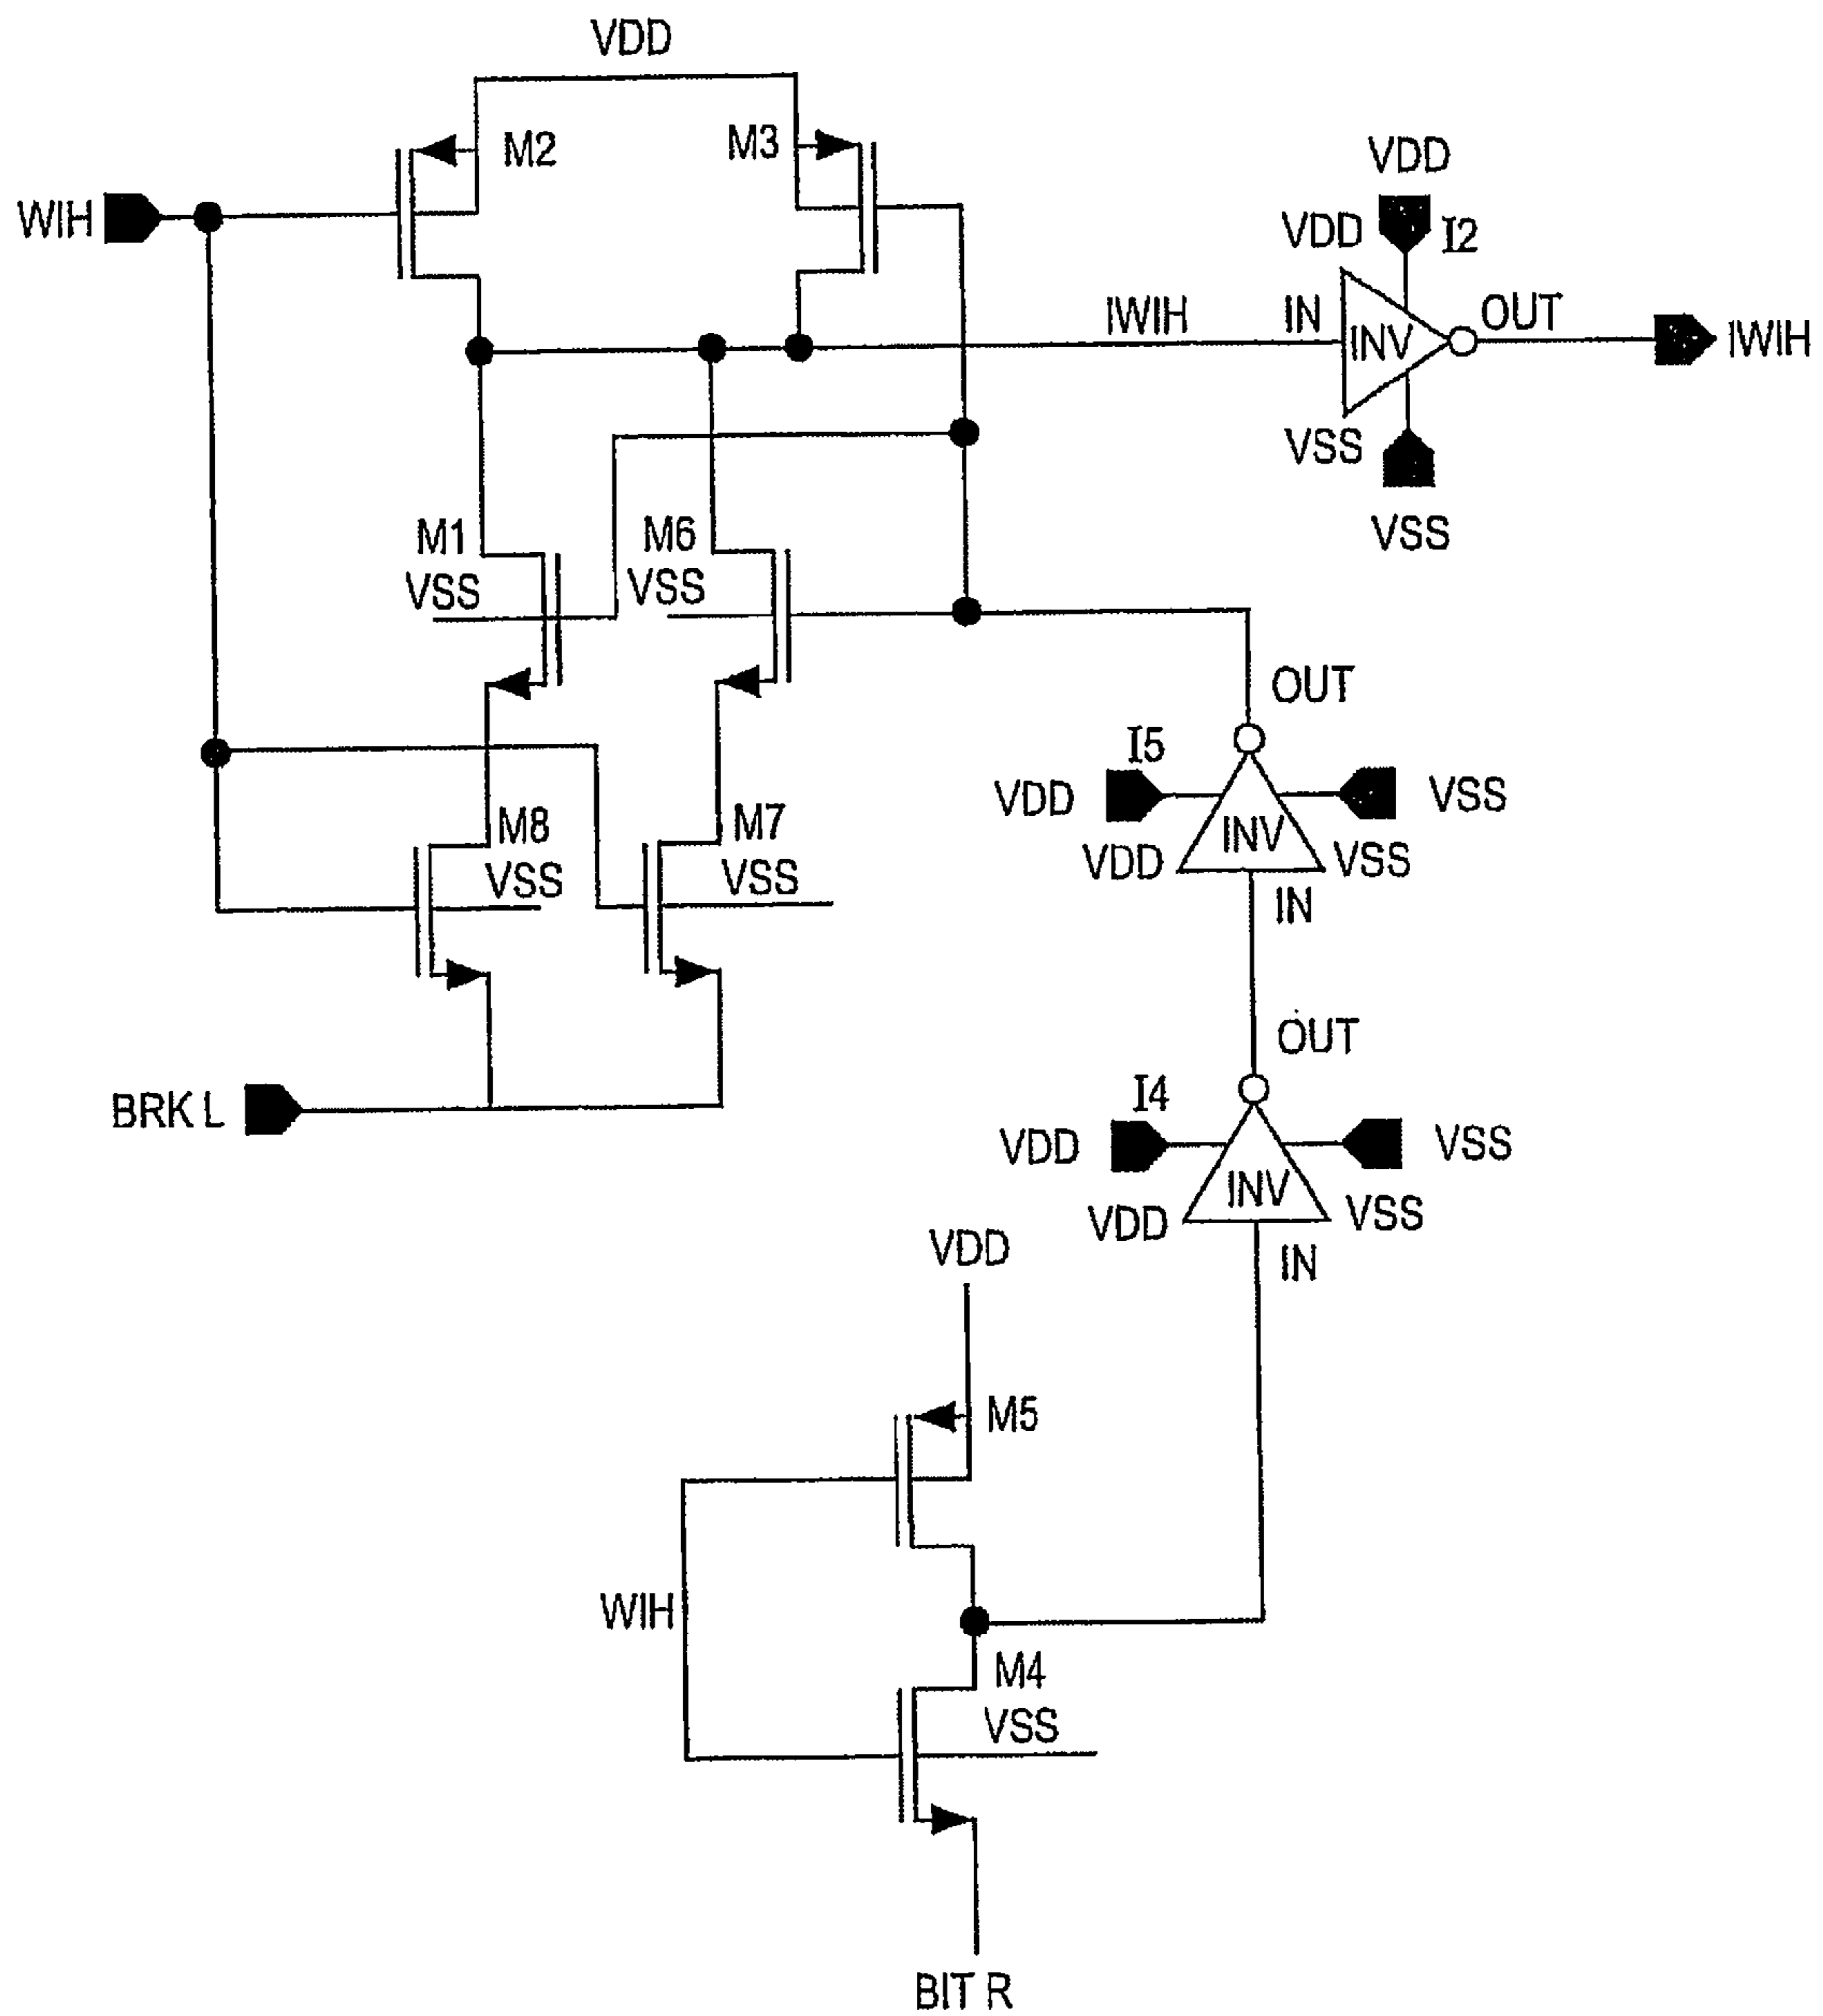 VDD
M2
M3
WIH
VDD
VDD
I2
IWIH
IN
INV
OUT
IWIH
VSS
VSS
M1
VSS
M6
VSS
OUT
I5
VDD
VSS
VDD
INV
VSS
IN
M8
VSS
M7
VSS
BRK L
OUT
I4
VDD
VSS
VDD
INV
VSS
IN
VDD
M5
WIH
M4
VSS
BIT R